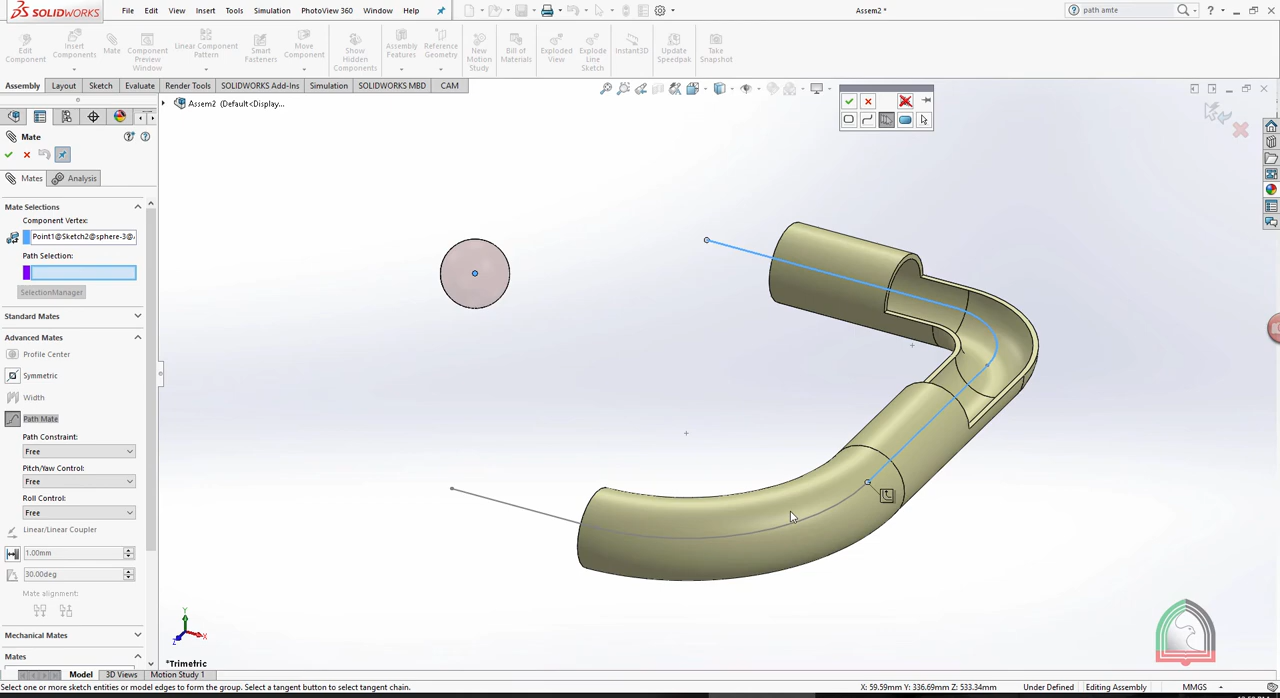 SOLIDWORKS
File Edit View Insert Tools Simulation PhotoView 360 Window Help
Assem2 *
path amte
Edit Component
Insert Components
Mate
Component Preview Window
Linear Component Pattern
Smart Fasteners
Move Component
Show Hidden Components
Assembly Features
Reference Geometry
New Motion Study
Bill of Materials
Exploded View
Explode Line Sketch
Instant3D
Update Speedpak
Take Snapshot
Assembly Layout Sketch Evaluate Render Tools SOLIDWORKS Add-Ins Simulation SOLIDWORKS MBD CAM
Assem2 (Default<Display...
Mate
Mates Analysis
Mate Selections
Component Vertex:
Point1@Sketch2@sphere-3@
Path Selection:
SelectionManager
Standard Mates
Advanced Mates
Profile Center
Symmetric
Width
Path Mate
Path Constraint:
Free
Pitch/Yaw Control:
Free
Roll Control:
Free
Linear/Linear Coupler
1.00mm
30.00deg
Mate alignment:
Mechanical Mates
Mates
Y
X
Z
*Trimetric
Model 3D Views Motion Study 1
Select one or more sketch entities or model edges to form the group. Select a tangent button to select tangent chain.
X: 59.59mm Y: 336.69mm Z: 533.34mm Under Defined Editing Assembly MMGS